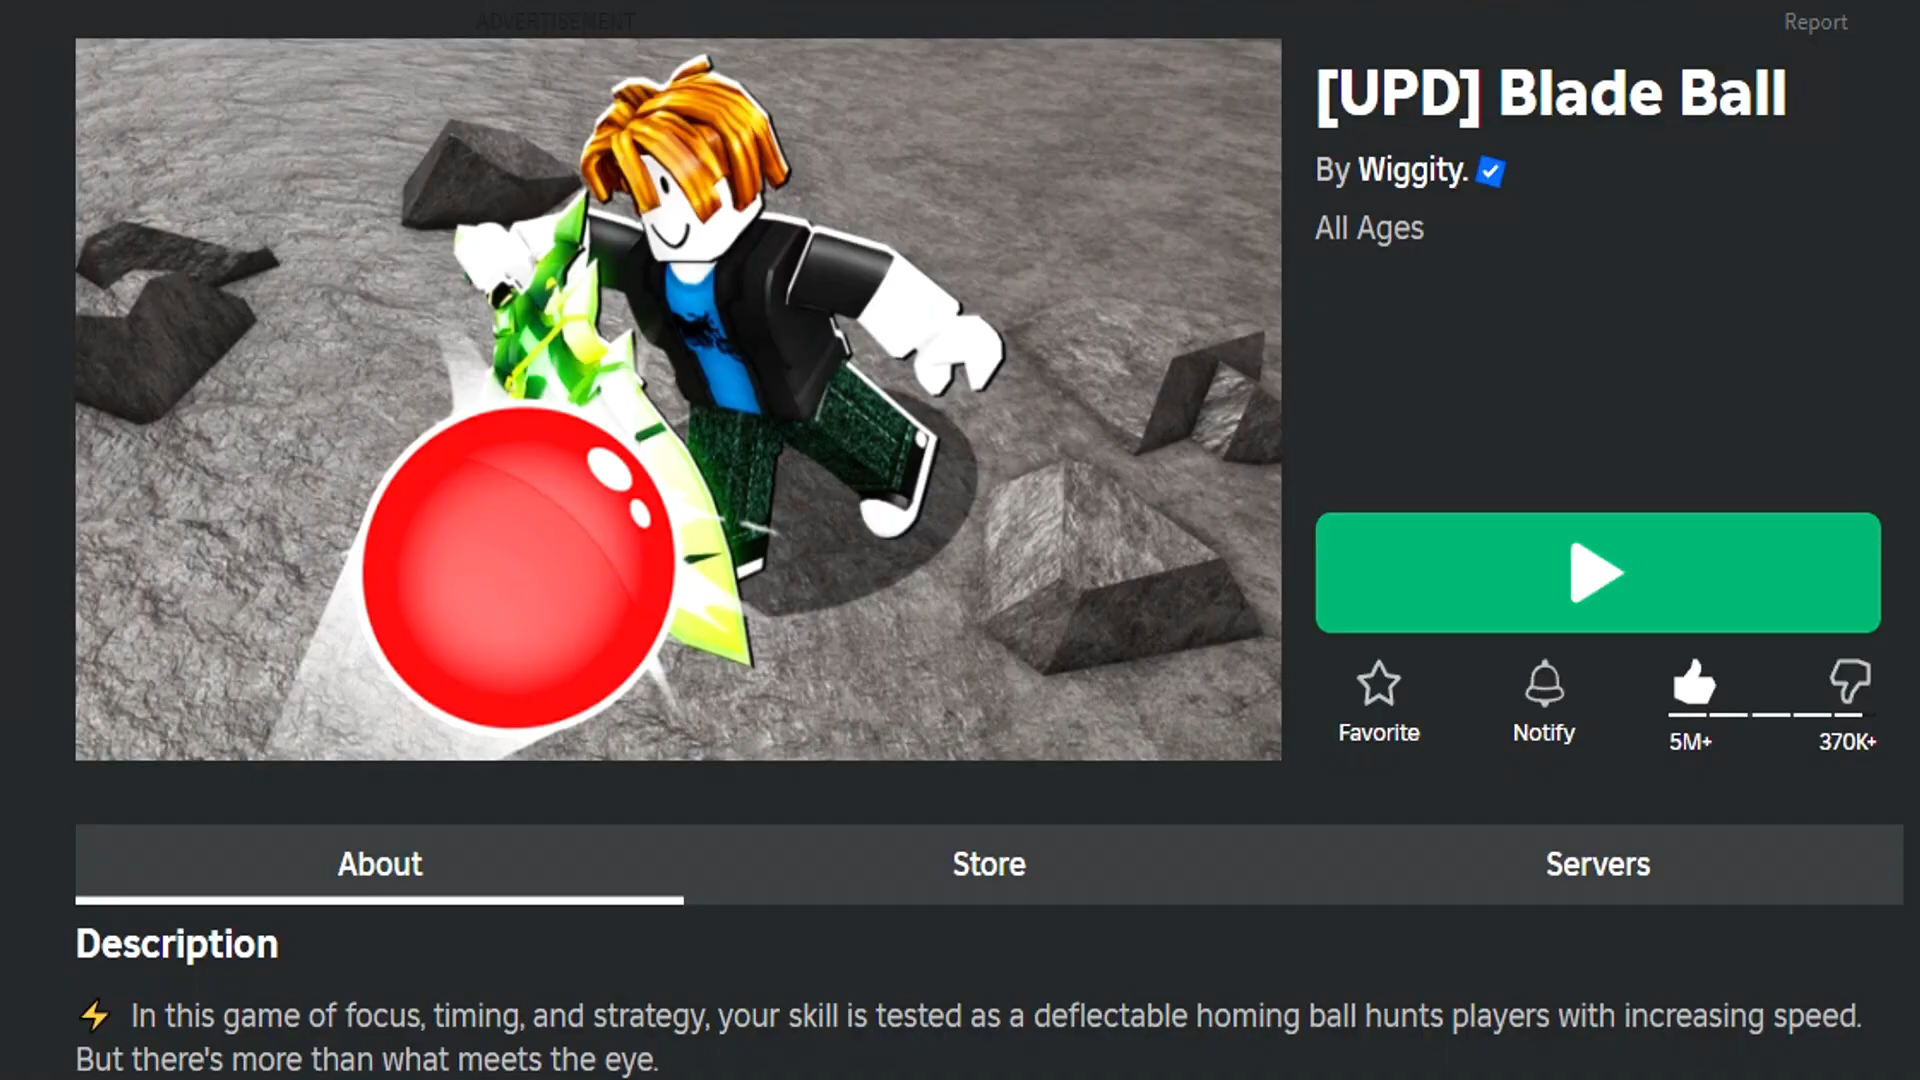 ADVERTISEMENT
Report
[UPD] Blade Ball
By Wiggity.
All Ages
Favorite
Notify
5M+
370K+
About
Store
Servers
Description
⚡ In this game of focus, timing, and strategy, your skill is tested as a deflectable homing ball hunts players with increasing speed.
But there's more than what meets the eye.